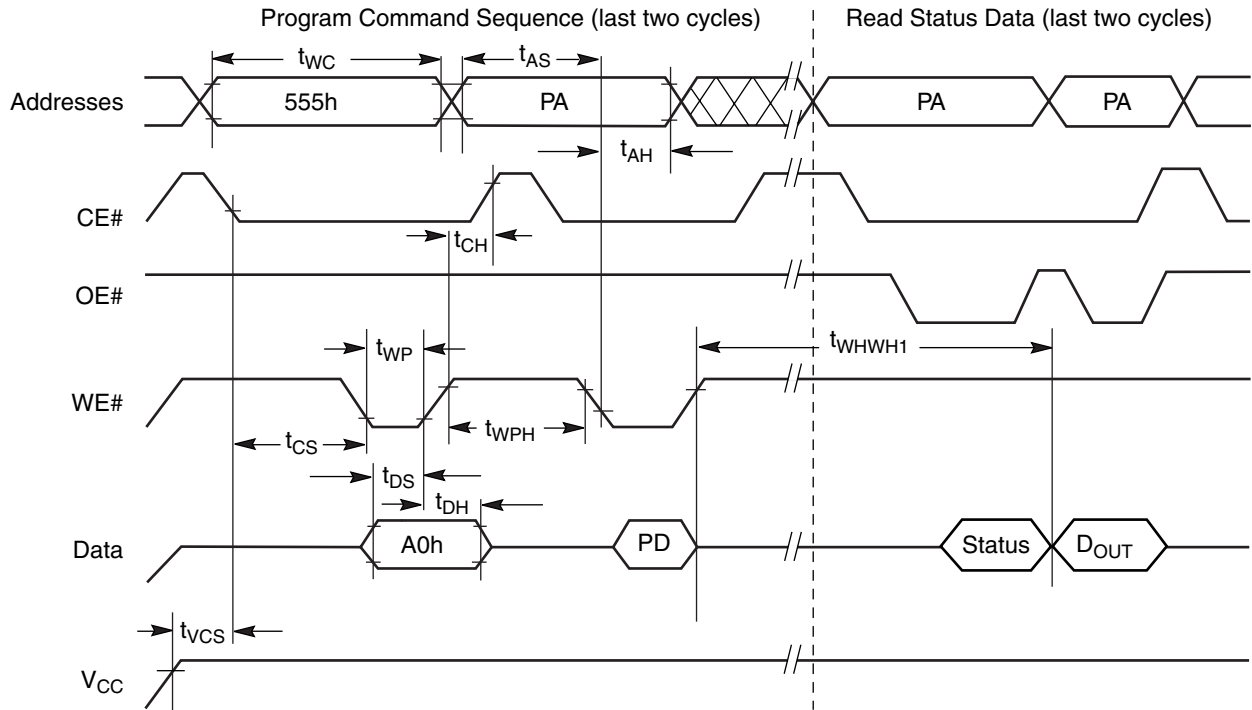 Program Command Sequence (last two cycles)
Read Status Data (last two cycles)
tWC
tAS
Addresses
555h
PA
PA
PA
tAH
CE#
tCH
OE#
tWP
tWHWH1
WE#
tCS
tWPH
tDS
tDH
Data
A0h
PD
Status
DOUT
tVCS
VCC